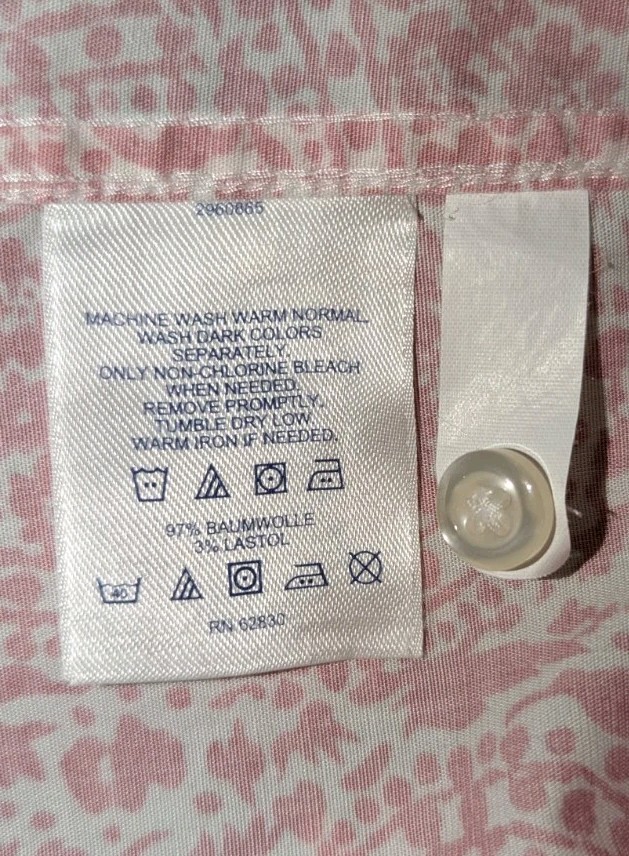 2968665
MACHINE WASH WARM NORMAL.
WASH DARK COLORS
SEPARATELY.
ONLY NON-CHLORINE BLEACH
WHEN NEEDED.
REMOVE PROMPTLY.
TUMBLE DRY LOW
WARM IRON IF NEEDED.
97% BAUMWOLLE
3% LASTOL
40
RN 62830